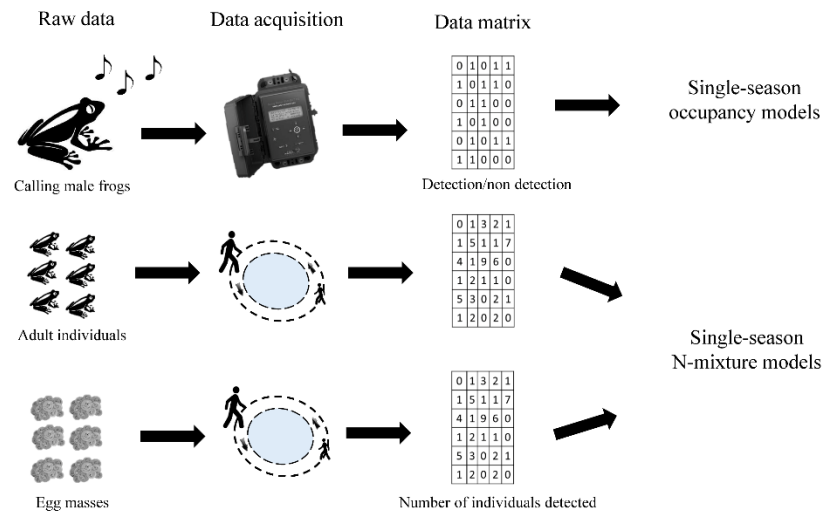 Raw data
Data acquisition
Data matrix
0 1 0 1 1
1 0 1 1 0
0 1 1 0 0
1 0 1 0 0
0 1 0 1 1
1 1 0 0 0
Single-season
occupancy models
Calling male frogs
Detection/non detection
0 1 3 2 1
1 5 1 1 7
4 1 9 6 0
1 2 1 1 0
5 3 0 2 1
1 2 0 2 0
Adult individuals
Single-season
N-mixture models
0 1 3 2 1
1 5 1 1 7
4 1 9 6 0
1 2 1 1 0
5 3 0 2 1
1 2 0 2 0
Egg masses
Number of individuals detected